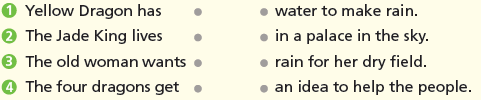 1 Yellow Dragon has ● ● water to make rain.
2 The Jade King lives ● ● in a palace in the sky.
3 The old woman wants ● ● rain for her dry field.
4 The four dragons get ● ● an idea to help the people.